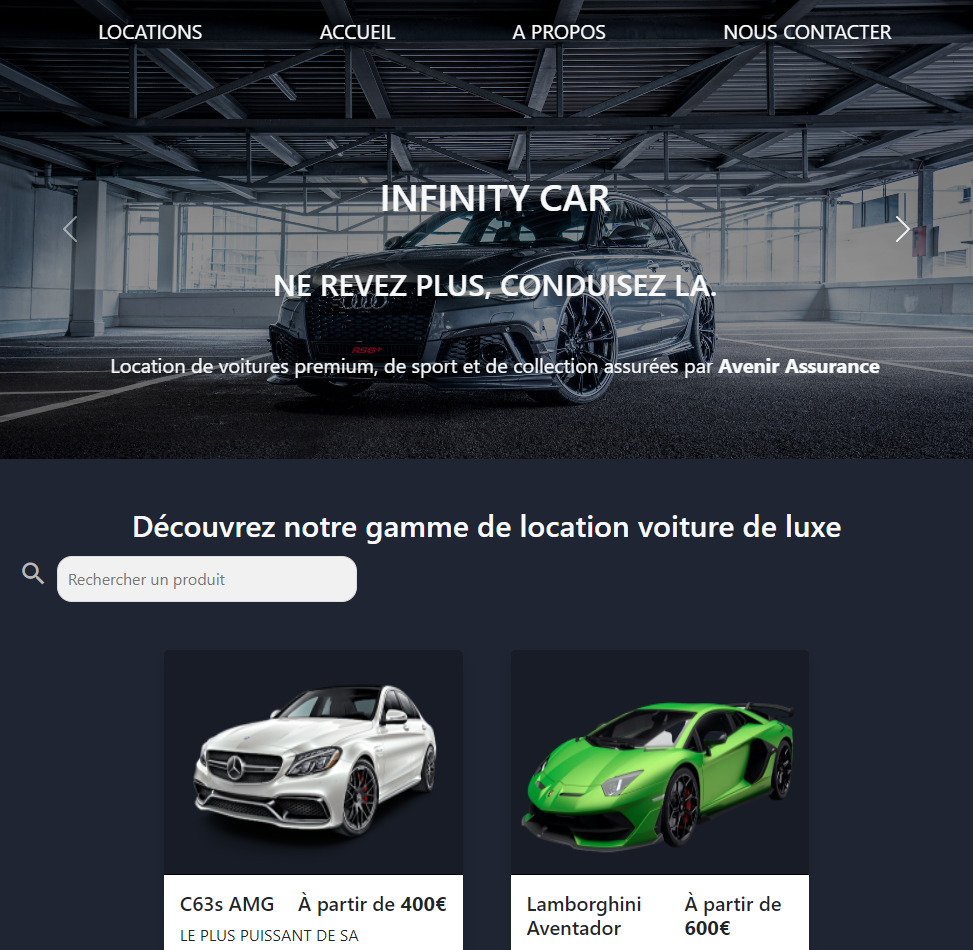 LOCATIONS ACCUEIL A PROPOS NOUS CONTACTER
INFINITY CAR
NE REVEZ PLUS, CONDUISEZ LA.
RS6+
Location de voitures premium, de sport et de collection assurées par Avenir Assurance
Découvrez notre gamme de location voiture de luxe
Rechercher un produit
C63s AMG À partir de 400€
LE PLUS PUISSANT DE SA
Lamborghini Aventador
À partir de 600€